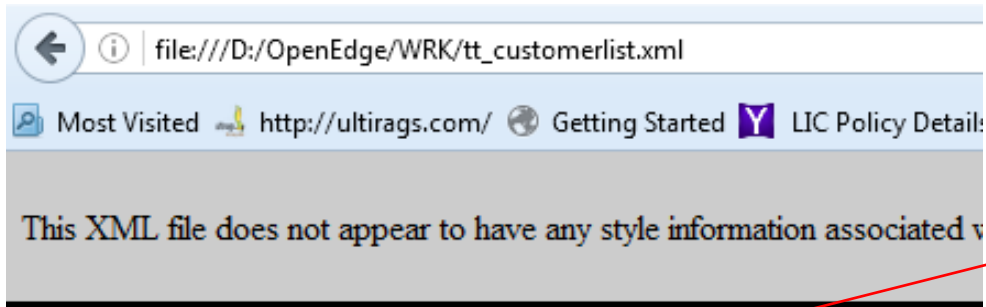 file:///D:/OpenEdge/WRK/tt_customerlist.xml
Most Visited http://ultirags.com/ Getting Started Y LIC Policy Details
This XML file does not appear to have any style information associated